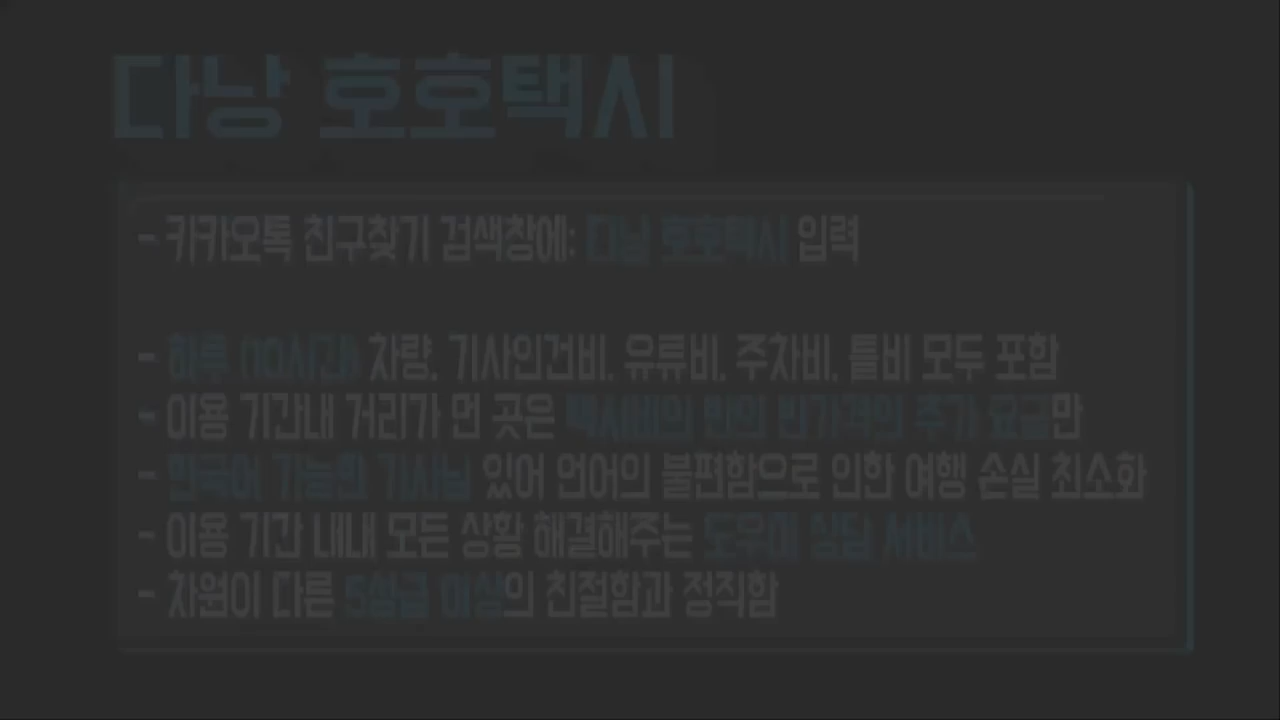 다낭 호호택시
- 카카오톡 친구찾기 검색창에: 다낭 호호택시 입력
- 하루 (10시간) 차량, 기사인건비, 유류비, 주차비, 톨비 모두 포함
- 이용 기간내 거리가 먼 곳은 택시비의 반의 반가격의 추가 요금만
- 한국어 가능한 기사님 있어 언어의 불편함으로 인한 여행 손실 최소화
- 이용 기간 내내 모든 상황 해결해주는 도우미 상담 서비스
- 차원이 다른 5성급 이상의 친절함과 정직함